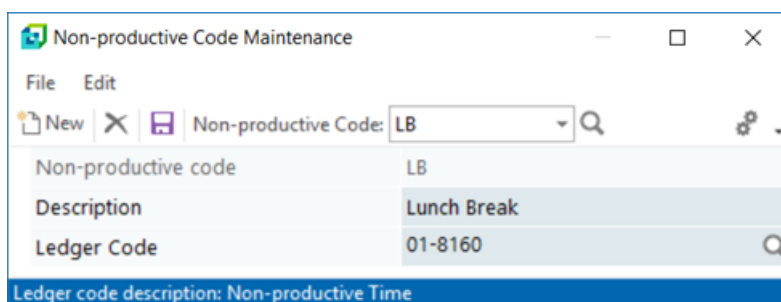 Non-productive Code Maintenance
File Edit
New Non-productive Code: LB
Non-productive code LB
Description Lunch Break
Ledger Code 01-8160
Ledger code description: Non-productive Time